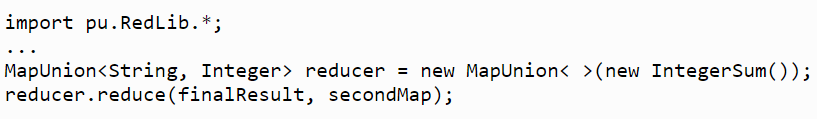 import pu.RedLib.*;
...
MapUnion<String, Integer> reducer = new MapUnion< >(new IntegerSum());
reducer.reduce(finalResult, secondMap);